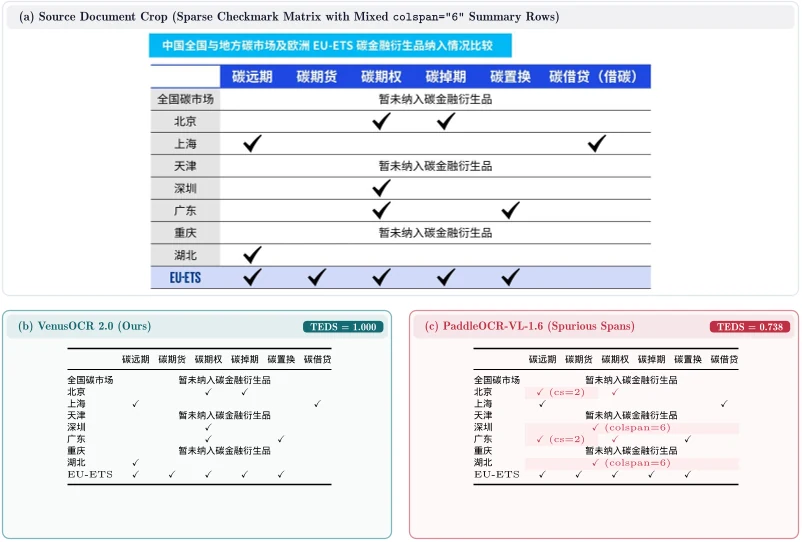 (a) Source Document Crop (Sparse Checkmark Matrix with Mixed colspan="6" Summary Rows)
中国全国与地方碳市场及欧洲 EU-ETS 碳金融衍生品纳入情况比较
碳远期 碳期货 碳期权 碳掉期 碳置换 碳借贷（借碳）
全国碳市场 暂未纳入碳金融衍生品
北京 ✓ ✓
上海 ✓ ✓
天津 暂未纳入碳金融衍生品
深圳 ✓
广东 ✓ ✓
重庆 暂未纳入碳金融衍生品
湖北 ✓
EU-ETS ✓ ✓ ✓ ✓ ✓
(b) VenusOCR 2.0 (Ours) TEDS = 1.000
碳远期 碳期货 碳期权 碳掉期 碳置换 碳借贷
全国碳市场 暂未纳入碳金融衍生品
北京 ✓ ✓
上海 ✓ ✓
天津 暂未纳入碳金融衍生品
深圳 ✓
广东 ✓ ✓
重庆 暂未纳入碳金融衍生品
湖北 ✓
EU-ETS ✓ ✓ ✓ ✓ ✓
(c) PaddleOCR-VL-1.6 (Spurious Spans) TEDS = 0.738
碳远期 碳期货 碳期权 碳掉期 碳置换 碳借贷
全国碳市场 暂未纳入碳金融衍生品
北京 ✓ (cs=2) ✓
上海 ✓ ✓
天津 暂未纳入碳金融衍生品
深圳 ✓ (colspan=6)
广东 ✓ (cs=2) ✓ ✓
重庆 暂未纳入碳金融衍生品
湖北 ✓ (colspan=6)
EU-ETS ✓ ✓ ✓ ✓ ✓